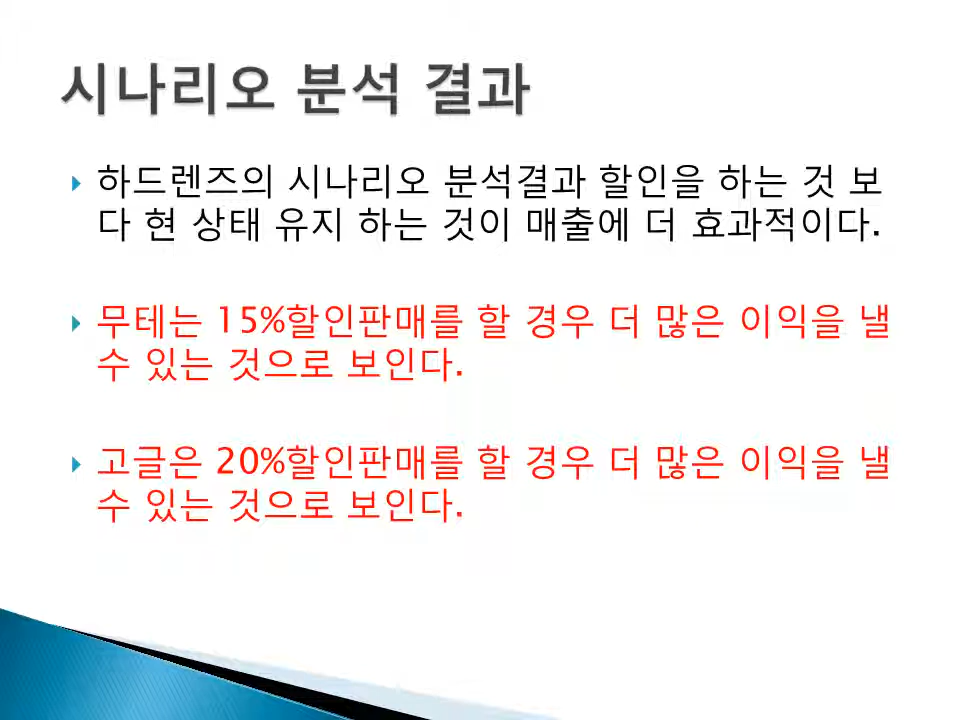 시나리오 분석 결과
하드렌즈의 시나리오 분석결과 할인을 하는 것 보
다 현 상태 유지 하는 것이 매출에 더 효과적이다.
무테는 15%할인판매를 할 경우 더 많은 이익을 낼
수 있는 것으로 보인다.
고글은 20%할인판매를 할 경우 더 많은 이익을 낼
수 있는 것으로 보인다.